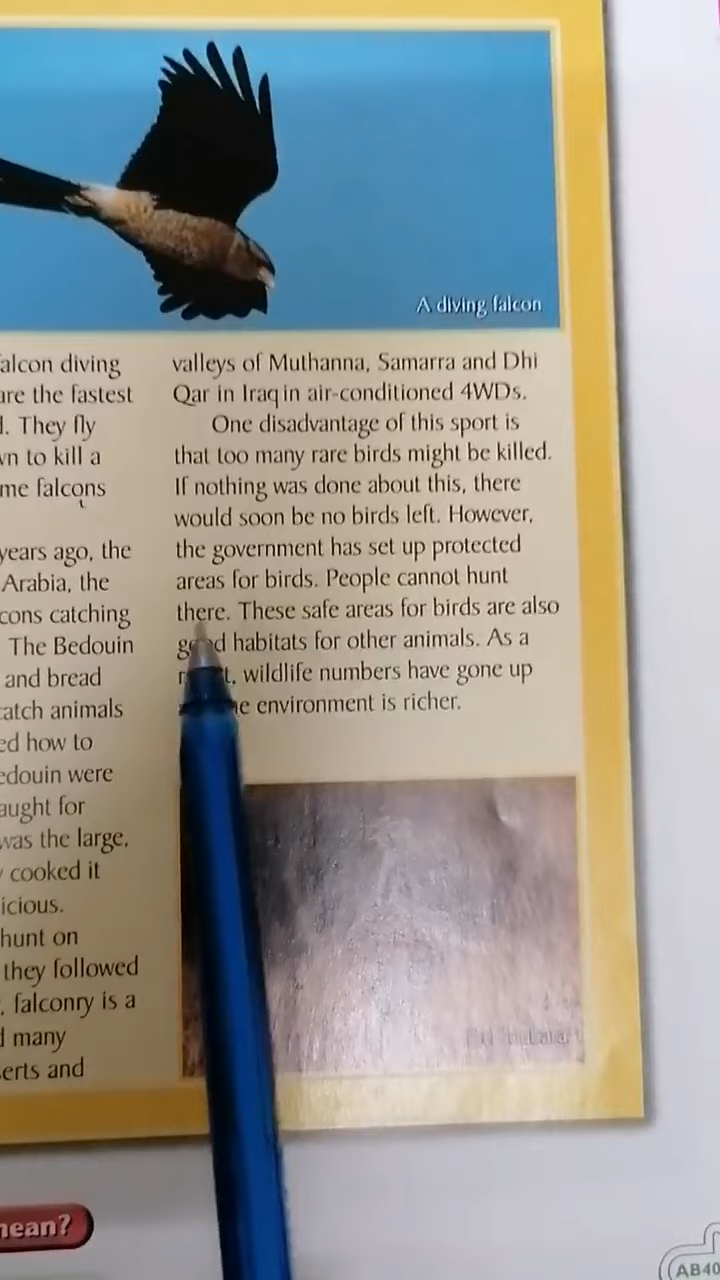 A diving falcon
alcon diving
are the fastest
. They fly
wn to kill a
me falcons
years ago, the
Arabia, the
cons catching
The Bedouin
and bread
catch animals
ed how to
edouin were
aught for
was the large,
cooked it
icious.
hunt on
they followed
, falconry is a
d many
erts and
valleys of Muthanna, Samarra and Dhi
Qar in Iraq in air-conditioned 4WDs.
One disadvantage of this sport is
that too many rare birds might be killed.
If nothing was done about this, there
would soon be no birds left. However,
the government has set up protected
areas for birds. People cannot hunt
there. These safe areas for birds are also
good habitats for other animals. As a
wildlife numbers have gone up
environment is richer.
mean?
AB40